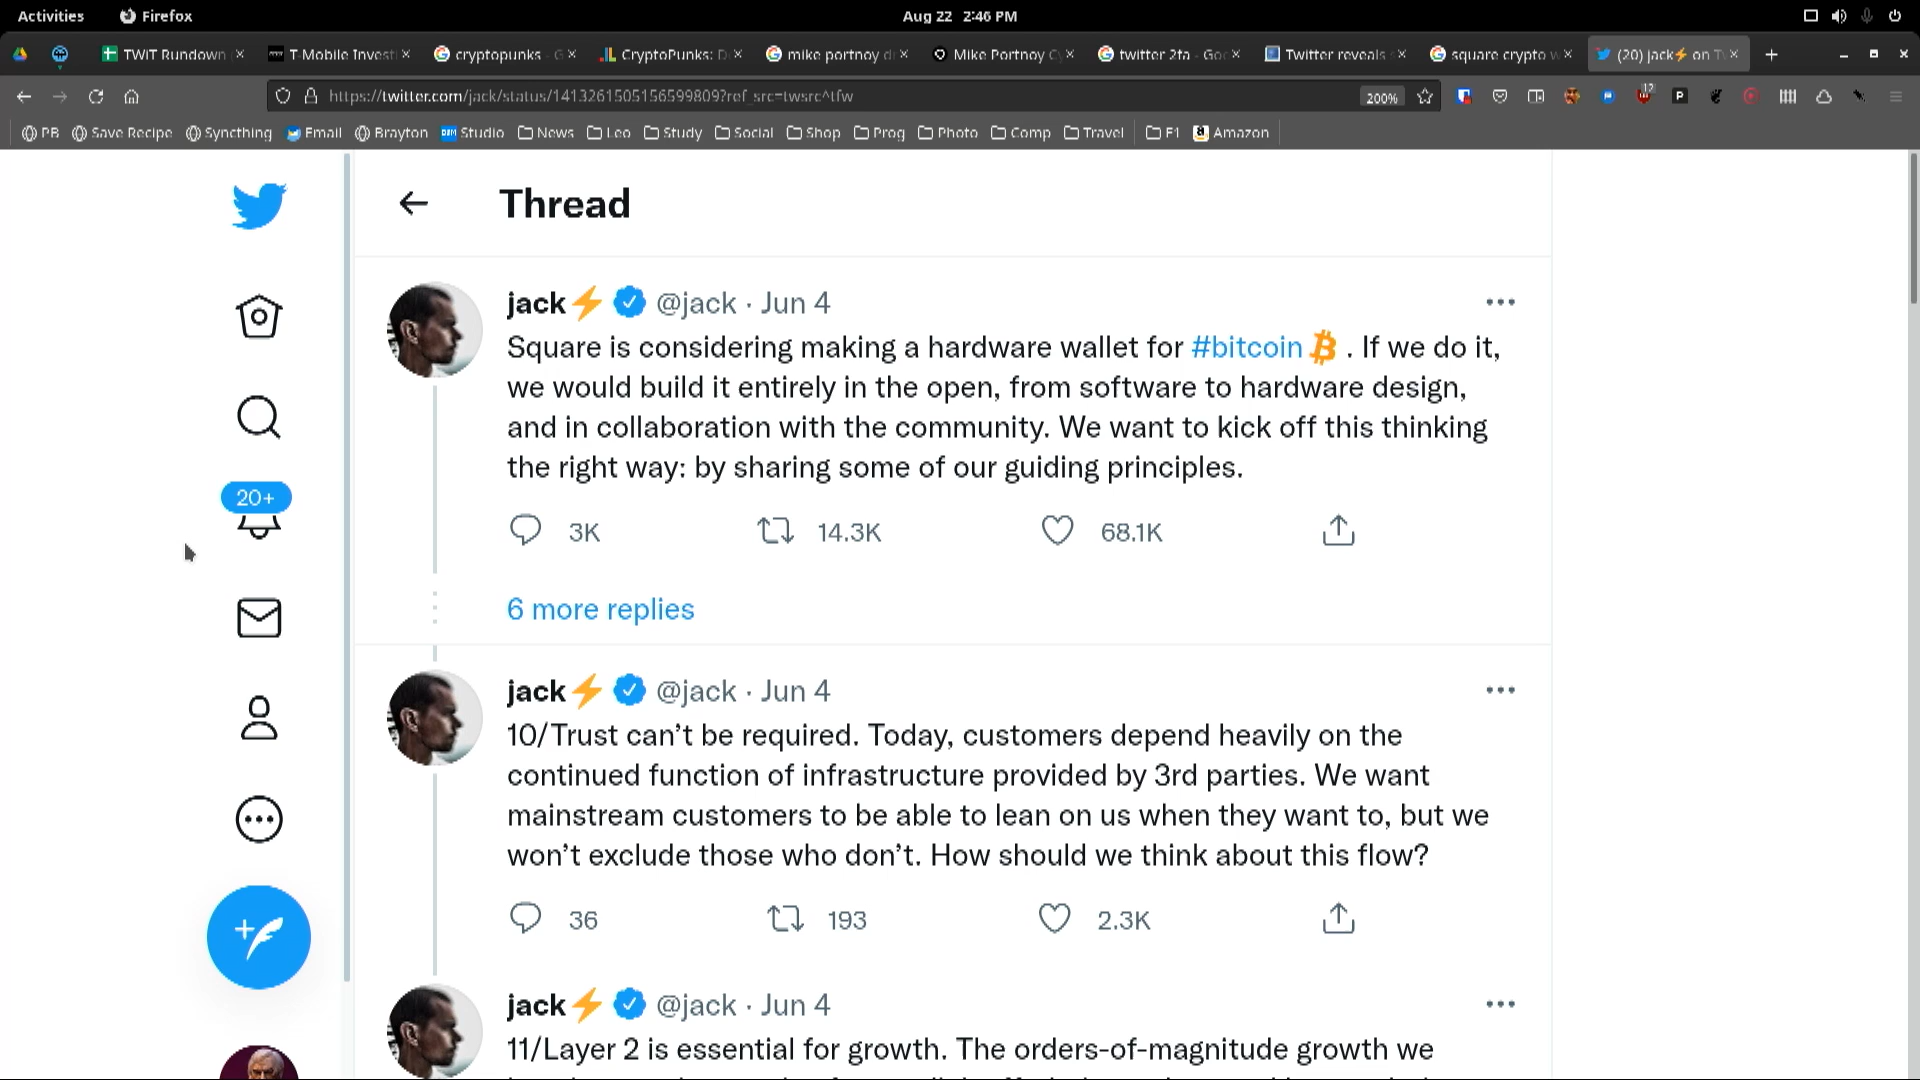 Activities Firefox Aug 22 2:46 PM
TWiT Rundown T-Mobile Investi cryptopunks - G CryptoPunks: D mike portnoy d Mike Portnoy C twitter 2fa - Goo Twitter reveals square crypto w (20) jack⚡ on T
https://twitter.com/jack/status/1413261505156599809?ref_src=twsrc^tfw 200% 12 P
PB Save Recipe Syncthing Email Brayton Studio News Leo Study Social Shop Prog Photo Comp Travel F1 Amazon
Thread
jack⚡ @jack · Jun 4
Square is considering making a hardware wallet for #bitcoin . If we do it,
we would build it entirely in the open, from software to hardware design,
and in collaboration with the community. We want to kick off this thinking
the right way: by sharing some of our guiding principles.
3K 14.3K 68.1K
20+
6 more replies
jack⚡ @jack · Jun 4
10/Trust can’t be required. Today, customers depend heavily on the
continued function of infrastructure provided by 3rd parties. We want
mainstream customers to be able to lean on us when they want to, but we
won’t exclude those who don’t. How should we think about this flow?
36 193 2.3K
jack⚡ @jack · Jun 4
11/Layer 2 is essential for growth. The orders-of-magnitude growth we